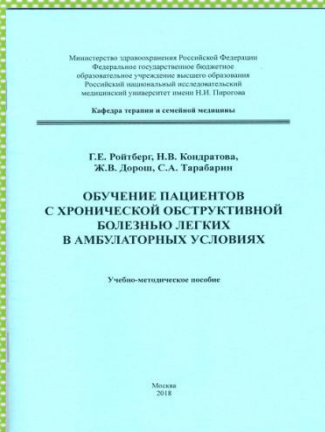 Министерство здравоохранения Российской Федерации
Федеральное государственное бюджетное
образовательное учреждение высшего образования
Российский национальный исследовательский
медицинский университет имени Н.И. Пирогова
Кафедра терапии и семейной медицины
Г.Е. Ройтберг, Н.В. Кондратова,
Ж.В. Дорош, С.А. Тарабарин
ОБУЧЕНИЕ ПАЦИЕНТОВ
С ХРОНИЧЕСКОЙ ОБСТРУКТИВНОЙ
БОЛЕЗНЬЮ ЛЕГКИХ
В АМБУЛАТОРНЫХ УСЛОВИЯХ
Учебно-методическое пособие
Москва
2018